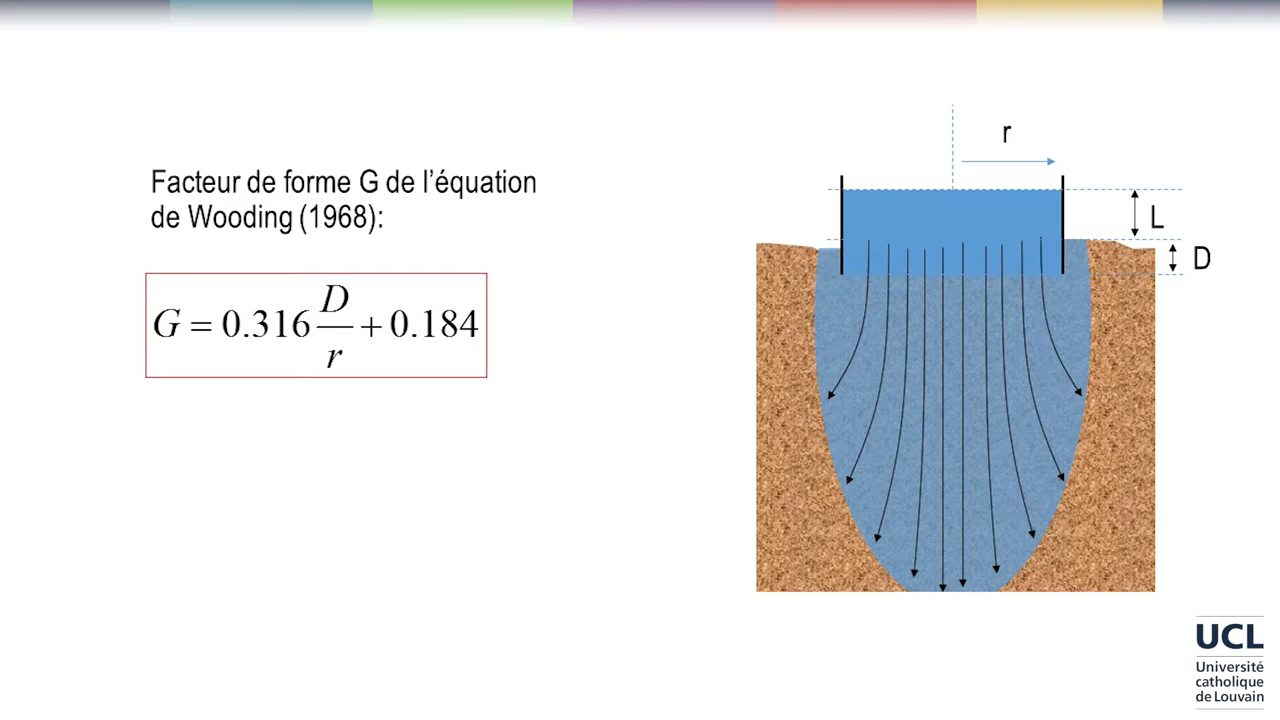 Facteur de forme G de l'équation
de Wooding (1968):
G = 0.316 D/r + 0.184
r
L
D
UCL
Université
catholique
de Louvain